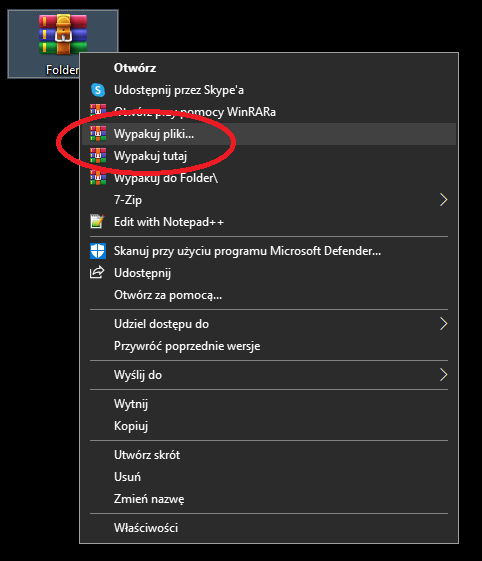 Folder
Otwórz
Udostępnij przez Skype'a
Otwórz przy pomocy WinRARa
Wypakuj pliki...
Wypakuj tutaj
Wypakuj do Folder\
7-Zip
Edit with Notepad++
Skanuj przy użyciu programu Microsoft Defender...
Udostępnij
Otwórz za pomocą...
Udziel dostępu do
Przywróć poprzednie wersje
Wyślij do
Wytnij
Kopiuj
Utwórz skrót
Usuń
Zmień nazwę
Właściwości